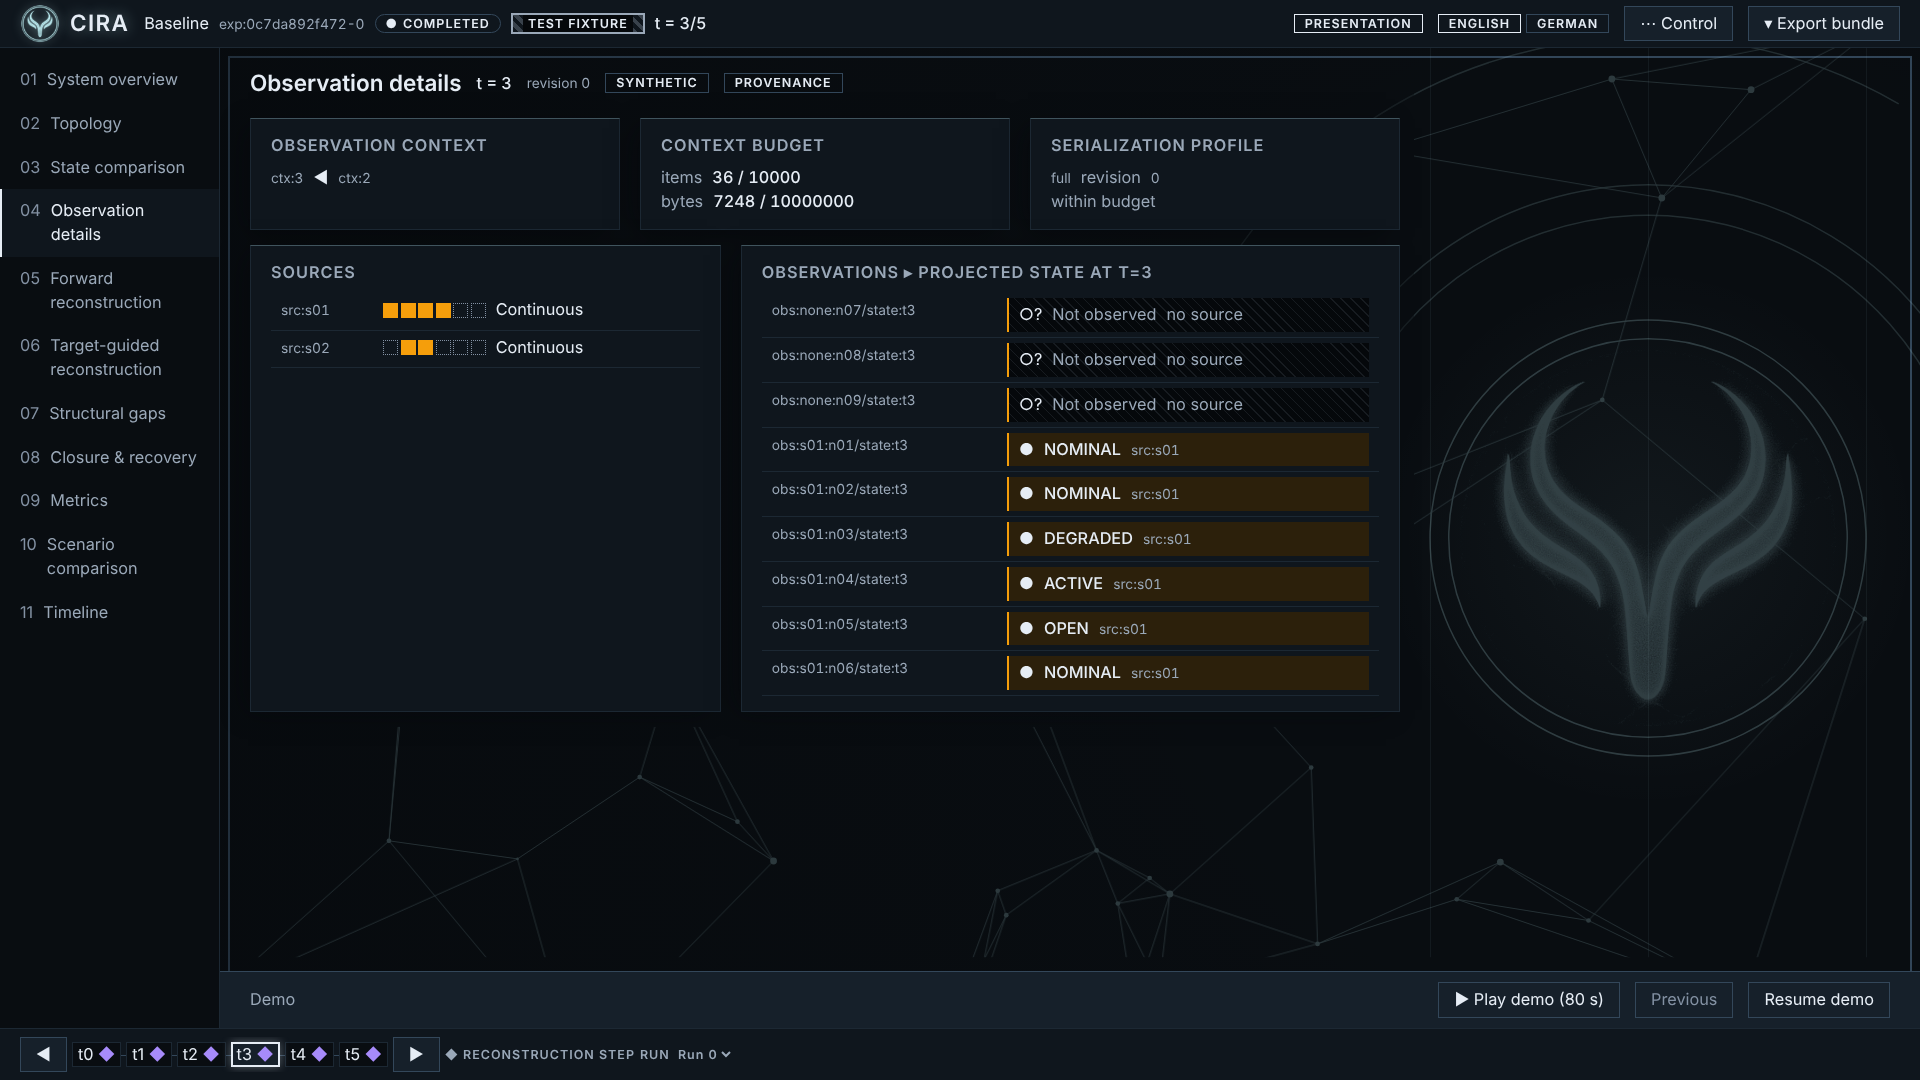 CIRA Baseline exp:0c7da892f472-0 COMPLETED TEST FIXTURE t = 3/5 PRESENTATION ENGLISH GERMAN ··· Control ▾ Export bundle
01 System overview
02 Topology
03 State comparison
04 Observation
details
05 Forward
reconstruction
06 Target-guided
reconstruction
07 Structural gaps
08 Closure & recovery
09 Metrics
10 Scenario
comparison
11 Timeline
Observation details t = 3 revision 0 SYNTHETIC PROVENANCE
OBSERVATION CONTEXT
ctx:3 ◀ ctx:2
CONTEXT BUDGET
items 36 / 10000
bytes 7248 / 10000000
SERIALIZATION PROFILE
full revision 0
within budget
SOURCES
src:s01 Continuous
src:s02 Continuous
OBSERVATIONS ▸ PROJECTED STATE AT T=3
obs:none:n07/state:t3 ○? Not observed no source
obs:none:n08/state:t3 ○? Not observed no source
obs:none:n09/state:t3 ○? Not observed no source
obs:s01:n01/state:t3 ● NOMINAL src:s01
obs:s01:n02/state:t3 ● NOMINAL src:s01
obs:s01:n03/state:t3 ● DEGRADED src:s01
obs:s01:n04/state:t3 ● ACTIVE src:s01
obs:s01:n05/state:t3 ● OPEN src:s01
obs:s01:n06/state:t3 ● NOMINAL src:s01
Demo ▶ Play demo (80 s) Previous Resume demo
◀ t0 ◆ t1 ◆ t2 ◆ t3 ◆ t4 ◆ t5 ◆ ▶ ◆ RECONSTRUCTION STEP RUN Run 0